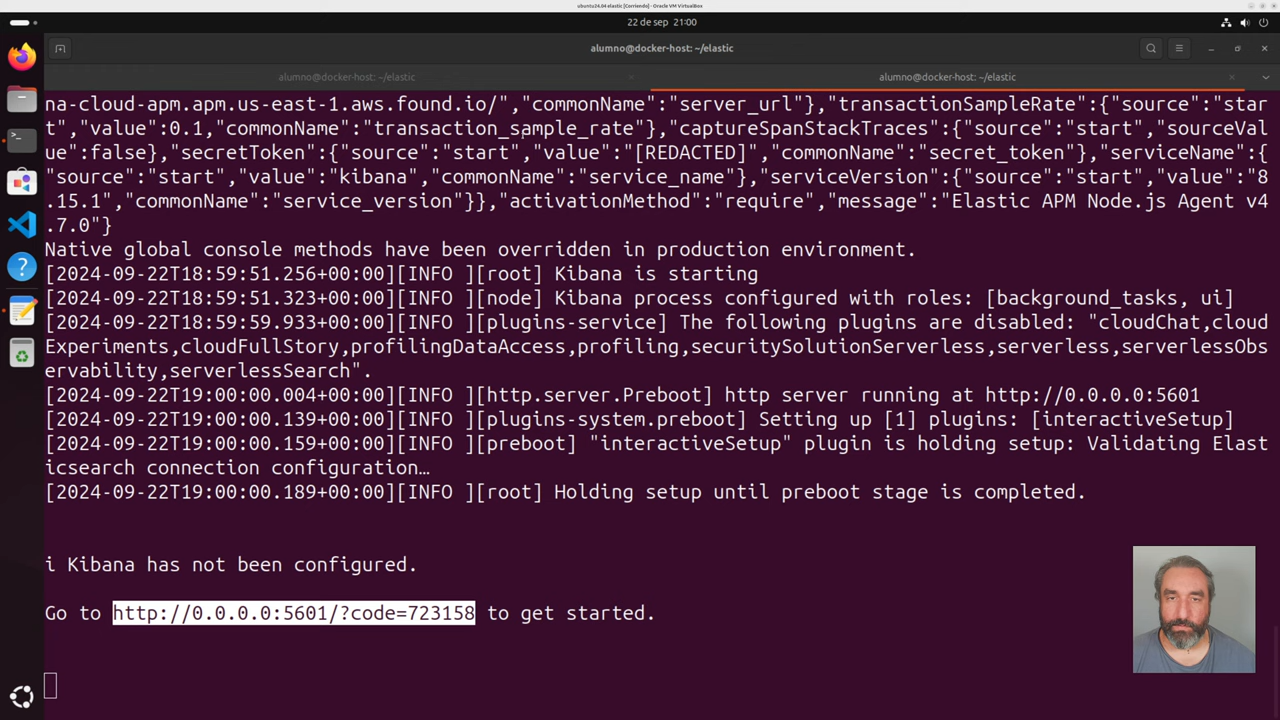 ubuntu24.04 elastic [Corriendo] - Oracle VM VirtualBox
22 de sep 21:00
alumno@docker-host: ~/elastic
alumno@docker-host: ~/elastic
alumno@docker-host: ~/elastic
na-cloud-apm.apm.us-east-1.aws.found.io/","commonName":"server_url"},"transactionSampleRate":{"source":"star
t","value":0.1,"commonName":"transaction_sample_rate"},"captureSpanStackTraces":{"source":"start","sourceVal
ue":false},"secretToken":{"source":"start","value":"[REDACTED]","commonName":"secret_token"},"serviceName":{
"source":"start","value":"kibana","commonName":"service_name"},"serviceVersion":{"source":"start","value":"8
.15.1","commonName":"service_version"}},"activationMethod":"require","message":"Elastic APM Node.js Agent v4
.7.0"}
Native global console methods have been overridden in production environment.
[2024-09-22T18:59:51.256+00:00][INFO ][root] Kibana is starting
[2024-09-22T18:59:51.323+00:00][INFO ][node] Kibana process configured with roles: [background_tasks, ui]
[2024-09-22T18:59:59.933+00:00][INFO ][plugins-service] The following plugins are disabled: "cloudChat,cloud
Experiments,cloudFullStory,profilingDataAccess,profiling,securitySolutionServerless,serverless,serverlessObs
ervability,serverlessSearch".
[2024-09-22T19:00:00.004+00:00][INFO ][http.server.Preboot] http server running at http://0.0.0.0:5601
[2024-09-22T19:00:00.139+00:00][INFO ][plugins-system.preboot] Setting up [1] plugins: [interactiveSetup]
[2024-09-22T19:00:00.159+00:00][INFO ][preboot] "interactiveSetup" plugin is holding setup: Validating Elast
icsearch connection configuration…
[2024-09-22T19:00:00.189+00:00][INFO ][root] Holding setup until preboot stage is completed.
i Kibana has not been configured.
Go to http://0.0.0.0:5601/?code=723158 to get started.